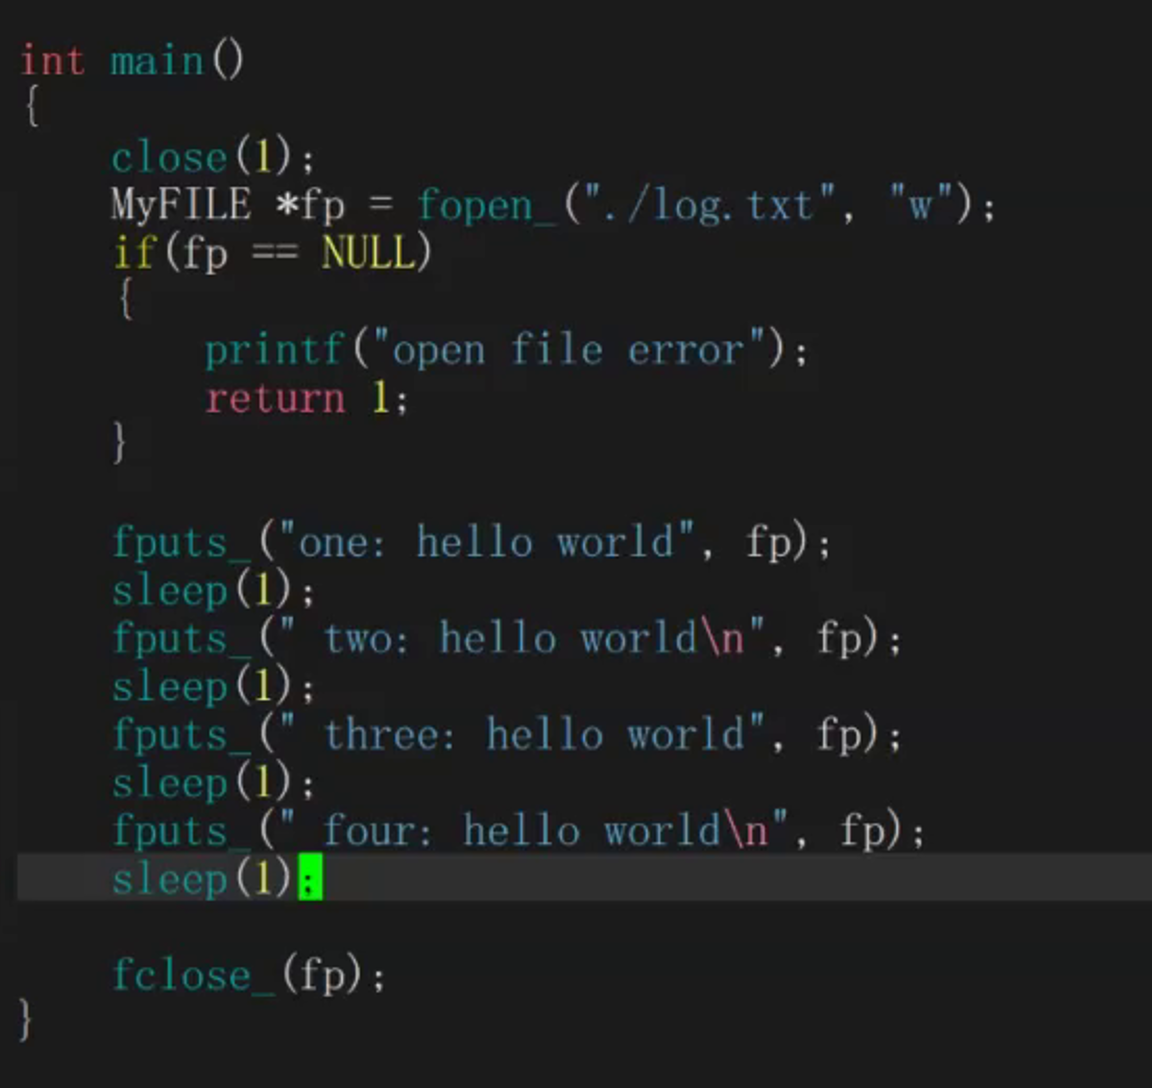 int main()
{
    close(1);
    MyFILE *fp = fopen_("./log.txt", "w");
    if(fp == NULL)
    {
        printf("open file error");
        return 1;
    }

    fputs_("one: hello world", fp);
    sleep(1);
    fputs_(" two: hello world\n", fp);
    sleep(1);
    fputs_(" three: hello world", fp);
    sleep(1);
    fputs_(" four: hello world\n", fp);
    sleep(1);

    fclose_(fp);
}